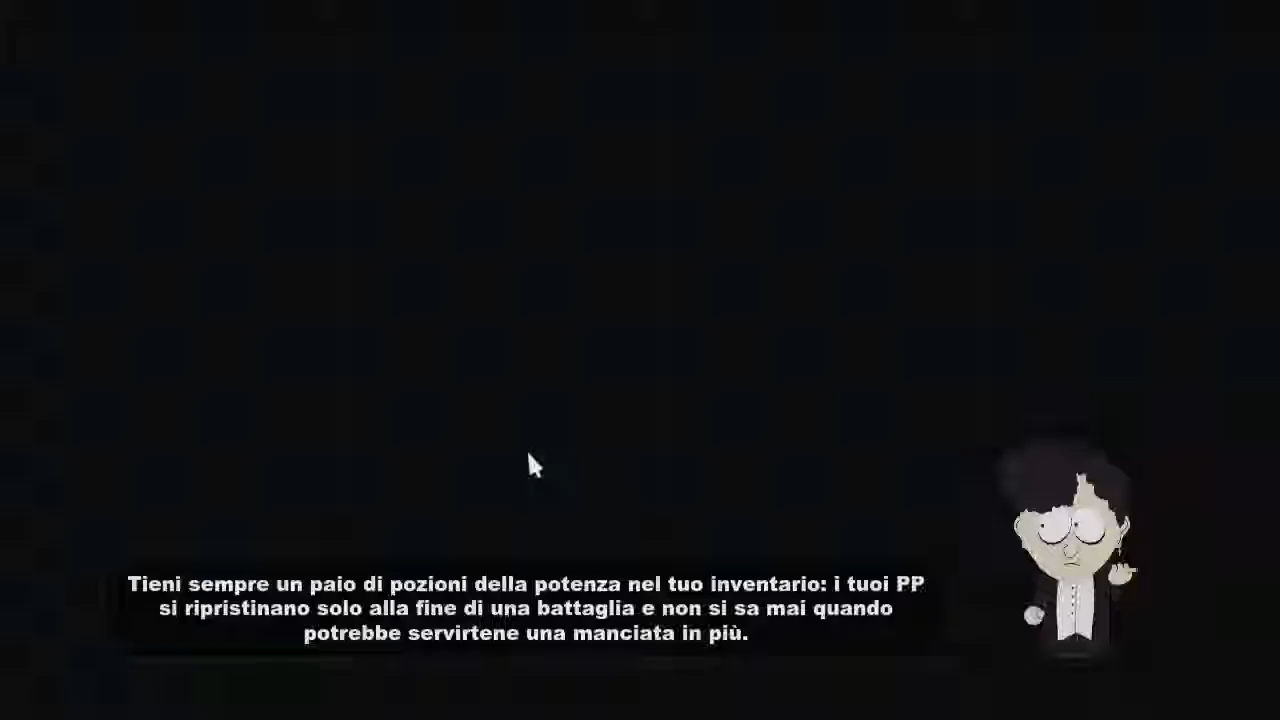 Tieni sempre un paio di pozioni della potenza nel tuo inventario: i tuoi PP
si ripristinano solo alla fine di una battaglia e non si sa mai quando
potrebbe servirtene una manciata in più.